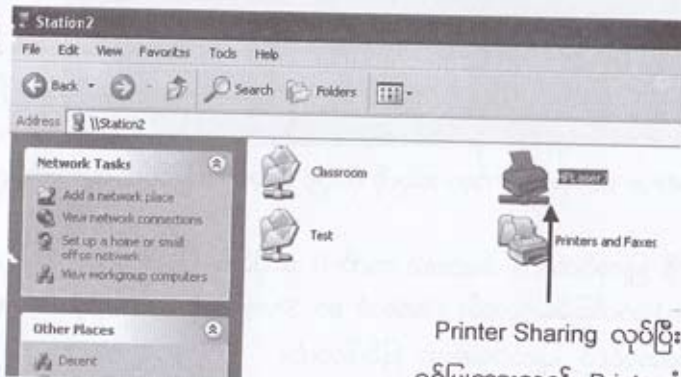 Station2
File Edit View Favorites Tools Help
Back Search Folders
Address \\Station2
Network Tasks
Add a network place
View network connections
Set up a home or small
office network
View workgroup computers
Other Places
Classroom
Test
HPLaser2
Printers and Faxes
Printer Sharing လုပ်ပြီး